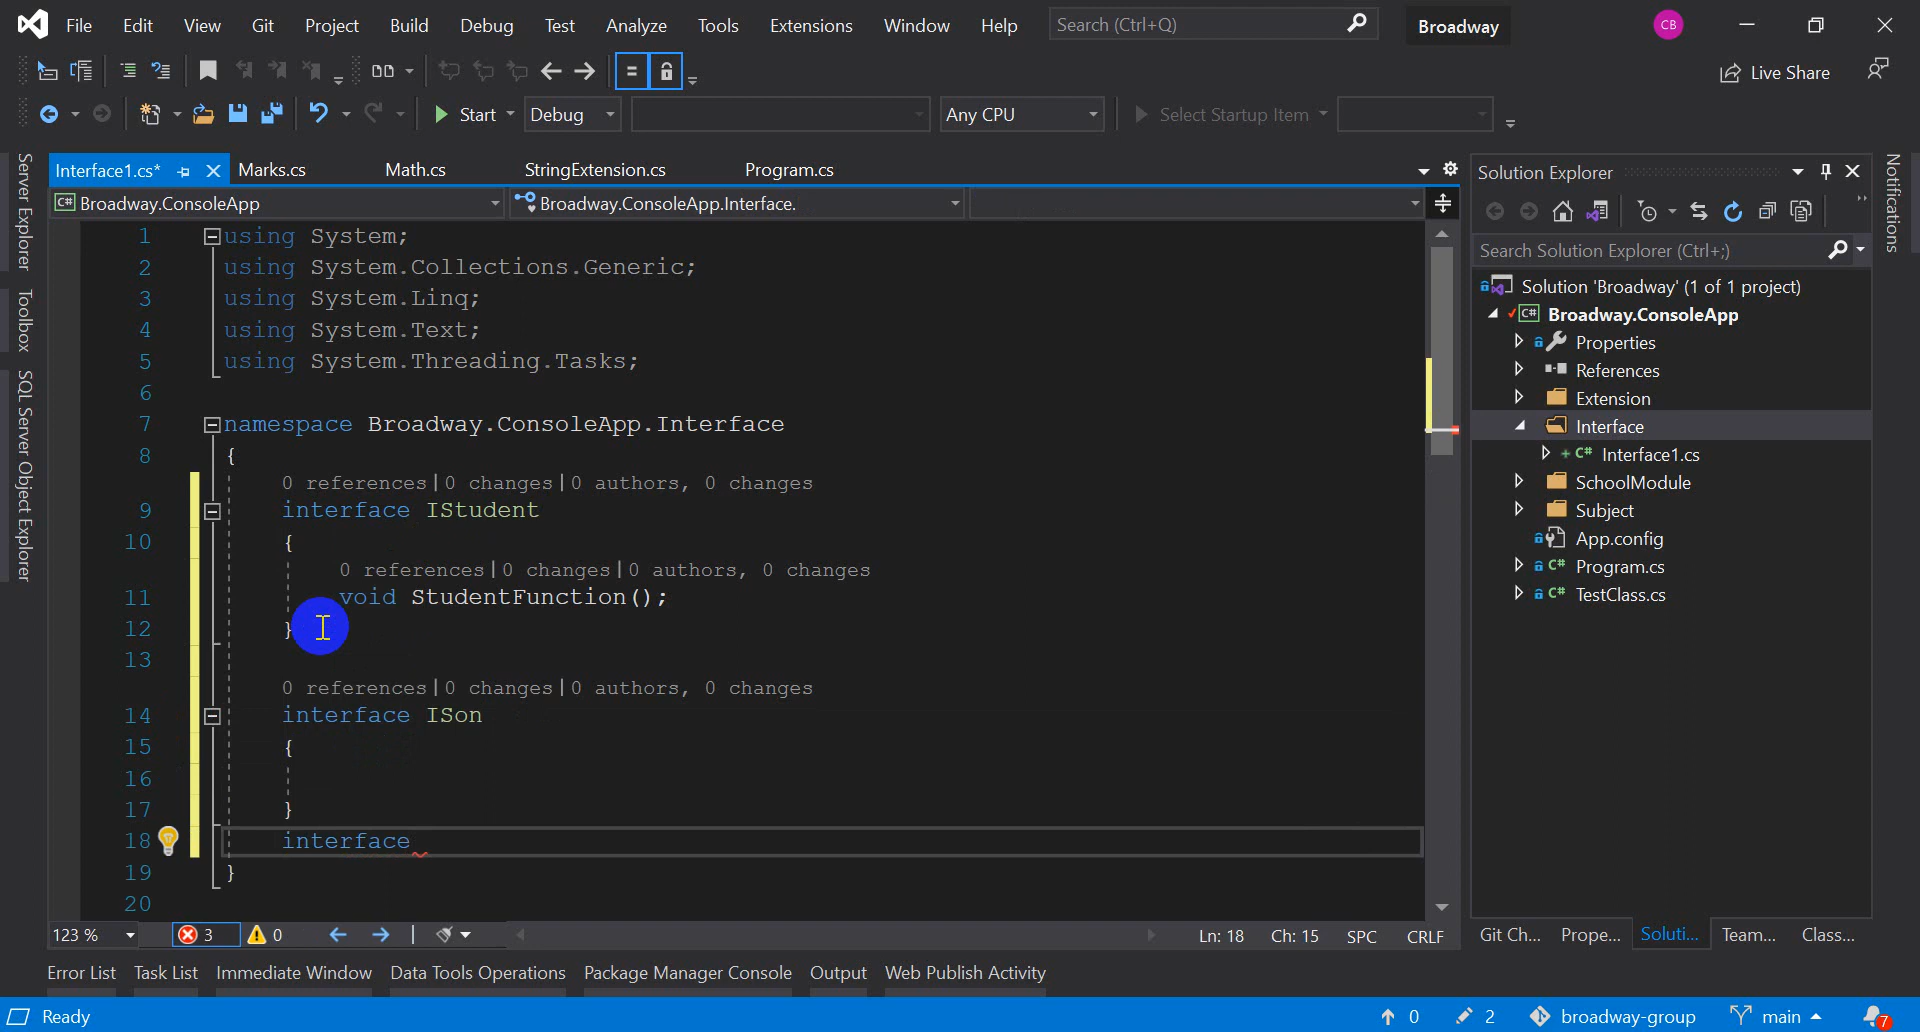 File Edit View Git Project Build Debug Test Analyze Tools Extensions Window Help Search (Ctrl+Q) Broadway CB
Live Share
Start Debug Any CPU Select Startup Item
Interface1.cs* Marks.cs Math.cs StringExtension.cs Program.cs
Broadway.ConsoleApp Broadway.ConsoleApp.Interface.
1 using System;
2 using System.Collections.Generic;
3 using System.Linq;
4 using System.Text;
5 using System.Threading.Tasks;
6
7 namespace Broadway.ConsoleApp.Interface
8 {
0 references|0 changes|0 authors, 0 changes
9 interface IStudent
10 {
0 references|0 changes|0 authors, 0 changes
11 void StudentFunction();
12 }
13
0 references|0 changes|0 authors, 0 changes
14 interface ISon
15 {
16
17 }
18 interface
19 }
20
123 % 3 0 Ln: 18 Ch: 15 SPC CRLF
Error List Task List Immediate Window Data Tools Operations Package Manager Console Output Web Publish Activity
Server Explorer
Toolbox
SQL Server Object Explorer
Solution Explorer
Search Solution Explorer (Ctrl+;)
Solution 'Broadway' (1 of 1 project)
Broadway.ConsoleApp
Properties
References
Extension
Interface
Interface1.cs
SchoolModule
Subject
App.config
Program.cs
TestClass.cs
Git Ch... Prope... Soluti... Team... Class...
Notifications
Ready 0 2 broadway-group main 7